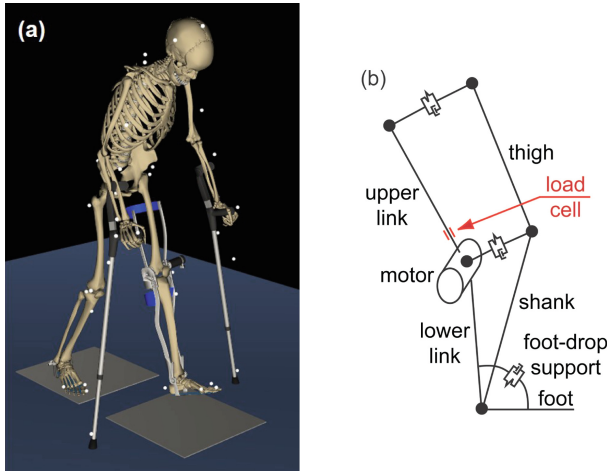 (a)
(b)
thigh
upper
link
load
cell
motor
shank
lower
link
foot-drop
support
foot